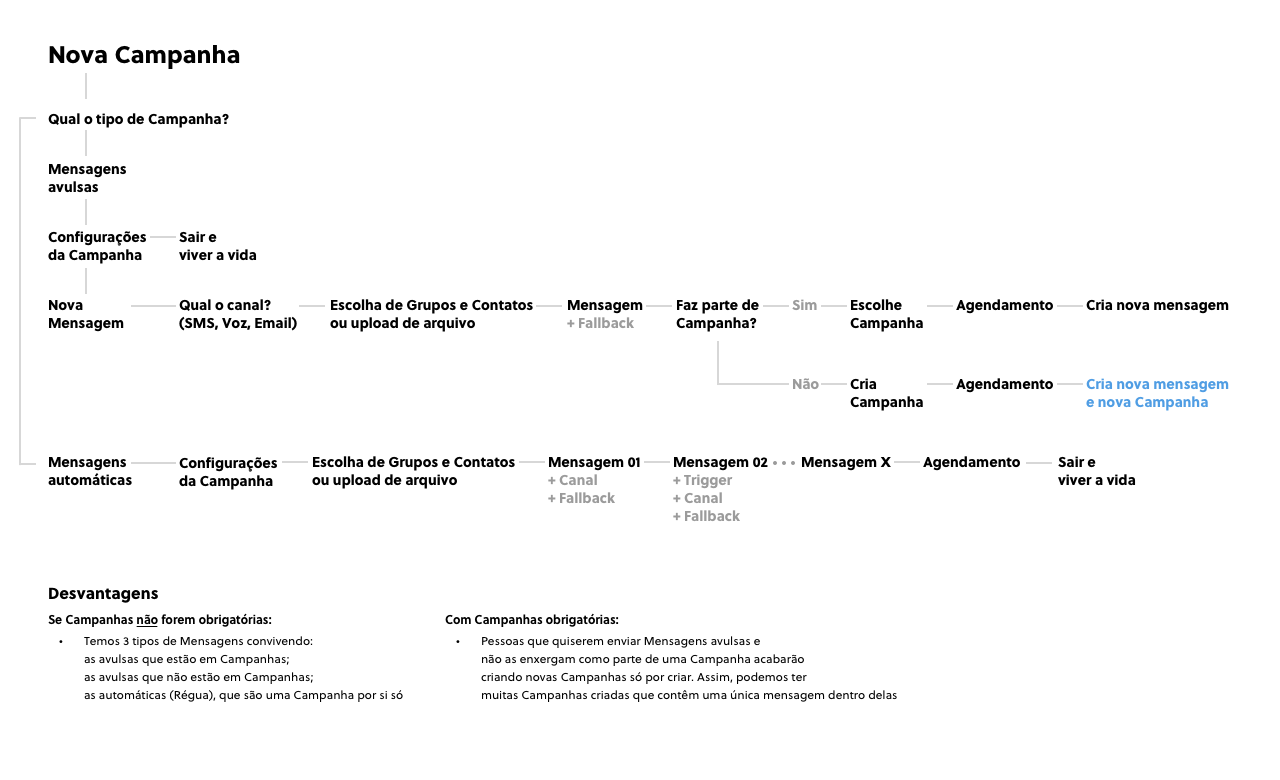 Nova Campanha
Qual o tipo de Campanha?
Mensagens
avulsas
Configurações
da Campanha
Sair e
viver a vida
Nova
Mensagem
Qual o canal?
(SMS, Voz, Email)
Escolha de Grupos e Contatos
ou upload de arquivo
Mensagem
+ Fallback
Faz parte de
Campanha?
Sim
Escolhe
Campanha
Agendamento
Cria nova mensagem
Não
Cria
Campanha
Agendamento
Cria nova mensagem
e nova Campanha
Mensagens
automáticas
Configurações
da Campanha
Escolha de Grupos e Contatos
ou upload de arquivo
Mensagem 01
+ Canal
+ Fallback
Mensagem 02
+ Trigger
+ Canal
+ Fallback
•••
Mensagem X
Agendamento
Sair e
viver a vida
Desvantagens
Se Campanhas não forem obrigatórias:
• Temos 3 tipos de Mensagens convivendo:
as avulsas que estão em Campanhas;
as avulsas que não estão em Campanhas;
as automáticas (Régua), que são uma Campanha por si só
Com Campanhas obrigatórias:
• Pessoas que quiserem enviar Mensagens avulsas e
não as enxergam como parte de uma Campanha acabarão
criando novas Campanhas só por criar. Assim, podemos ter
muitas Campanhas criadas que contêm uma única mensagem dentro delas